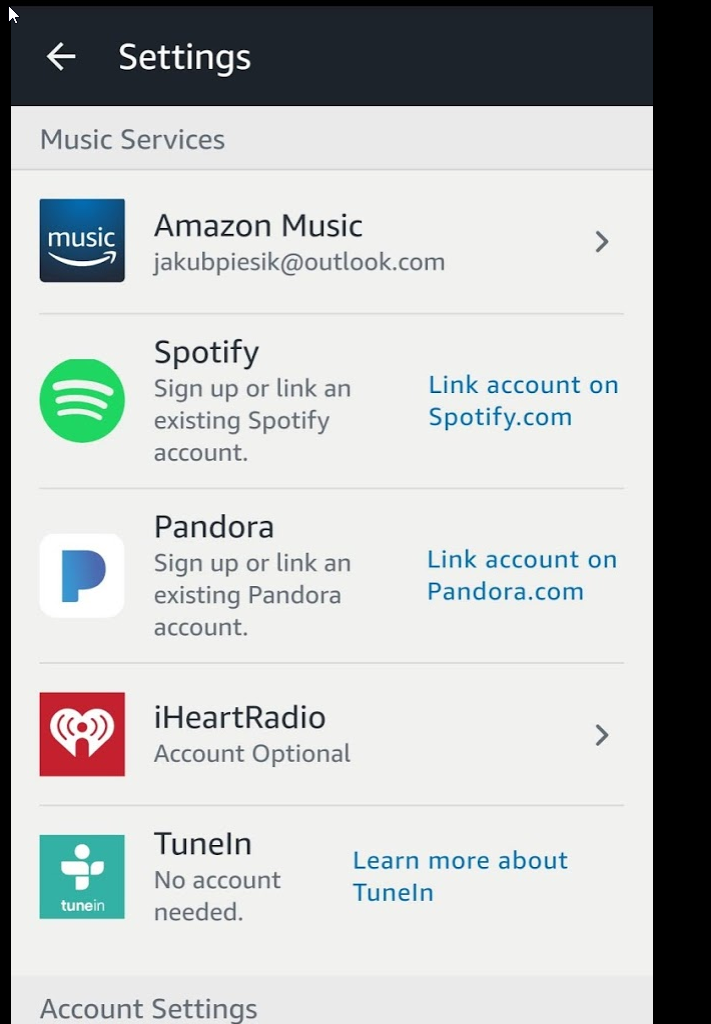 Settings
Music Services
music
Amazon Music
jakubpiesik@outlook.com
Spotify
Sign up or link an
existing Spotify
account.
Link account on
Spotify.com
P
Pandora
Sign up or link an
existing Pandora
account.
Link account on
Pandora.com
iHeartRadio
Account Optional
tunein
TuneIn
No account
needed.
Learn more about
TuneIn
Account Settings